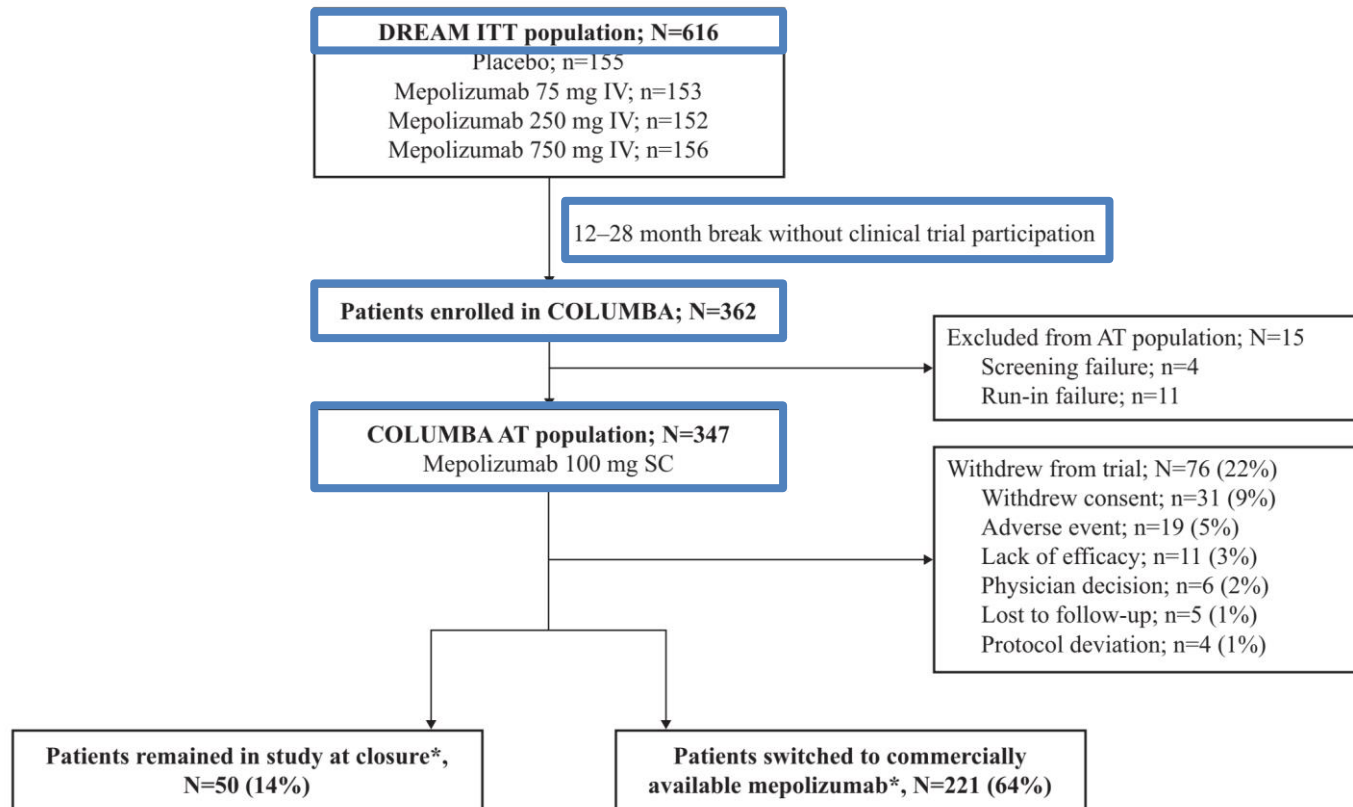 DREAM ITT population; N=616
Placebo; n=155
Mepolizumab 75 mg IV; n=153
Mepolizumab 250 mg IV; n=152
Mepolizumab 750 mg IV; n=156
12–28 month break without clinical trial participation
Patients enrolled in COLUMBA; N=362
Excluded from AT population; N=15
Screening failure; n=4
Run-in failure; n=11
COLUMBA AT population; N=347
Mepolizumab 100 mg SC
Withdrew from trial; N=76 (22%)
Withdrew consent; n=31 (9%)
Adverse event; n=19 (5%)
Lack of efficacy; n=11 (3%)
Physician decision; n=6 (2%)
Lost to follow-up; n=5 (1%)
Protocol deviation; n=4 (1%)
Patients remained in study at closure*,
N=50 (14%)
Patients switched to commercially
available mepolizumab*, N=221 (64%)